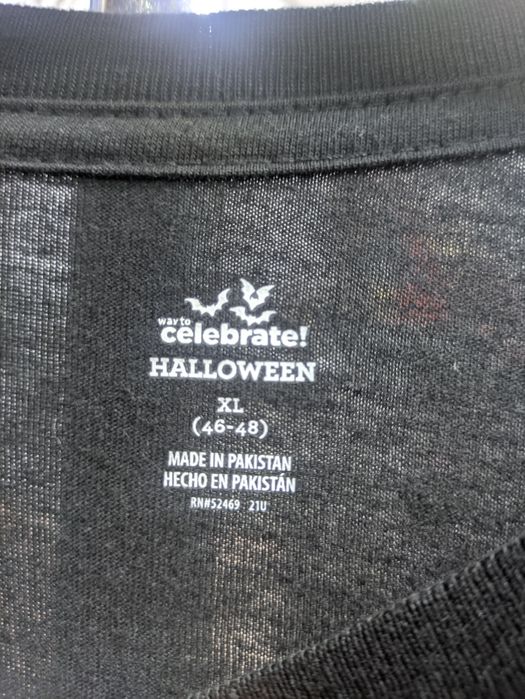 way to
celebrate!
HALLOWEEN
XL
(46-48)
MADE IN PAKISTAN
HECHO EN PAKISTÁN
RN#52469 21U